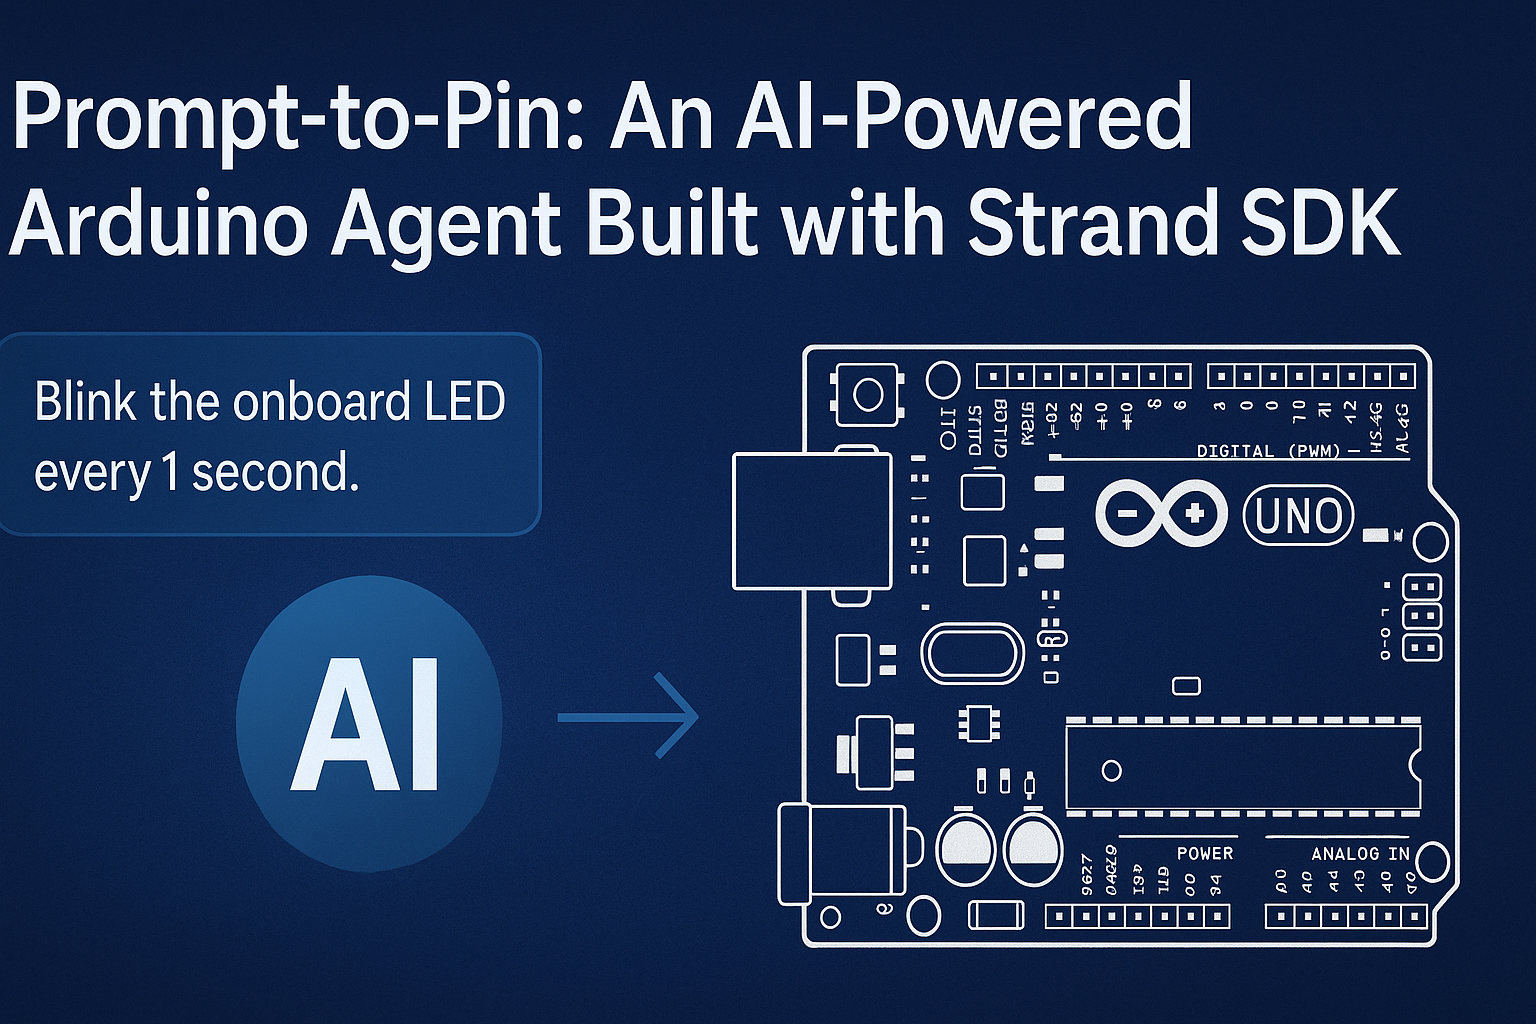 Prompt-to-Pin: An AI-Powered
Arduino Agent Built with Strand SDK
Blink the onboard LED
every 1 second.
AI
DIGITAL (PWM)
UNO
POWER
ANALOG IN